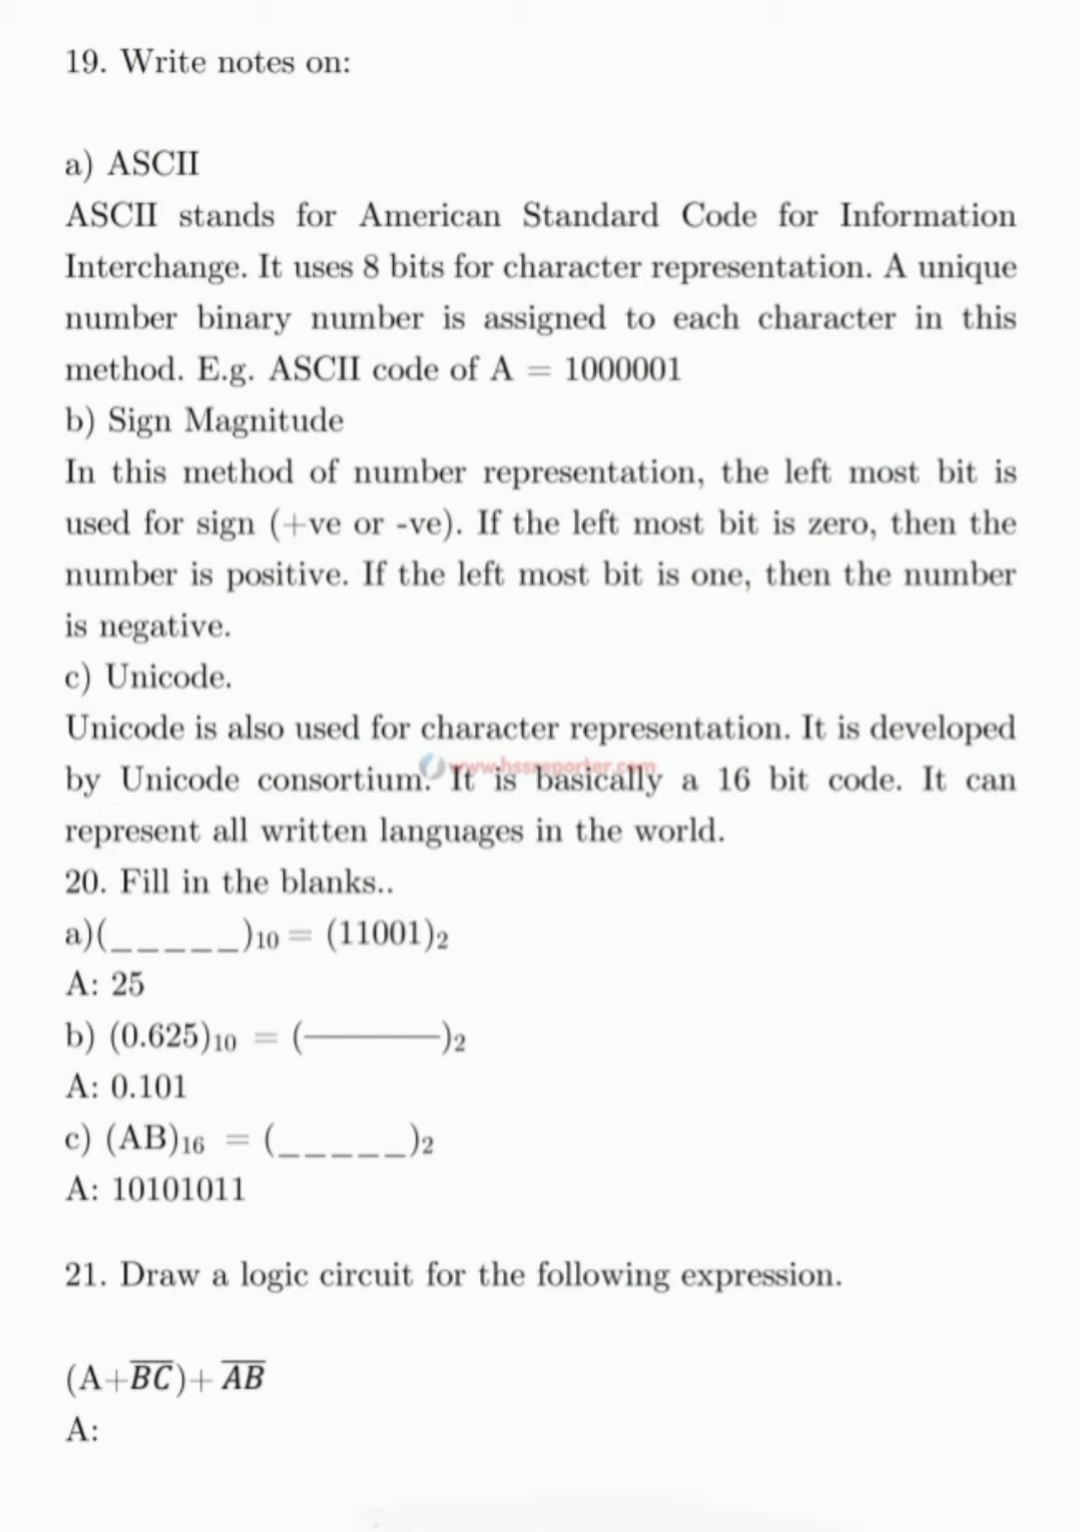 19. Write notes on:
a) ASCII
ASCII stands for American Standard Code for Information
Interchange. It uses 8 bits for character representation. A unique
number binary number is assigned to each character in this
method. E.g. ASCII code of A = 1000001
b) Sign Magnitude
In this method of number representation, the left most bit is
used for sign (+ve or -ve). If the left most bit is zero, then the
number is positive. If the left most bit is one, then the number
is negative.
c) Unicode.
Unicode is also used for character representation. It is developed
www.hssreporter.com
by Unicode consortium. It is basically a 16 bit code. It can
represent all written languages in the world.
20. Fill in the blanks..
a)(_____)₁₀ = (11001)₂
A: 25
b) (0.625)₁₀ = (———)₂
A: 0.101
c) (AB)₁₆ = (_____)₂
A: 10101011
21. Draw a logic circuit for the following expression.
(A+B̅C̅)+ A̅B̅
A: